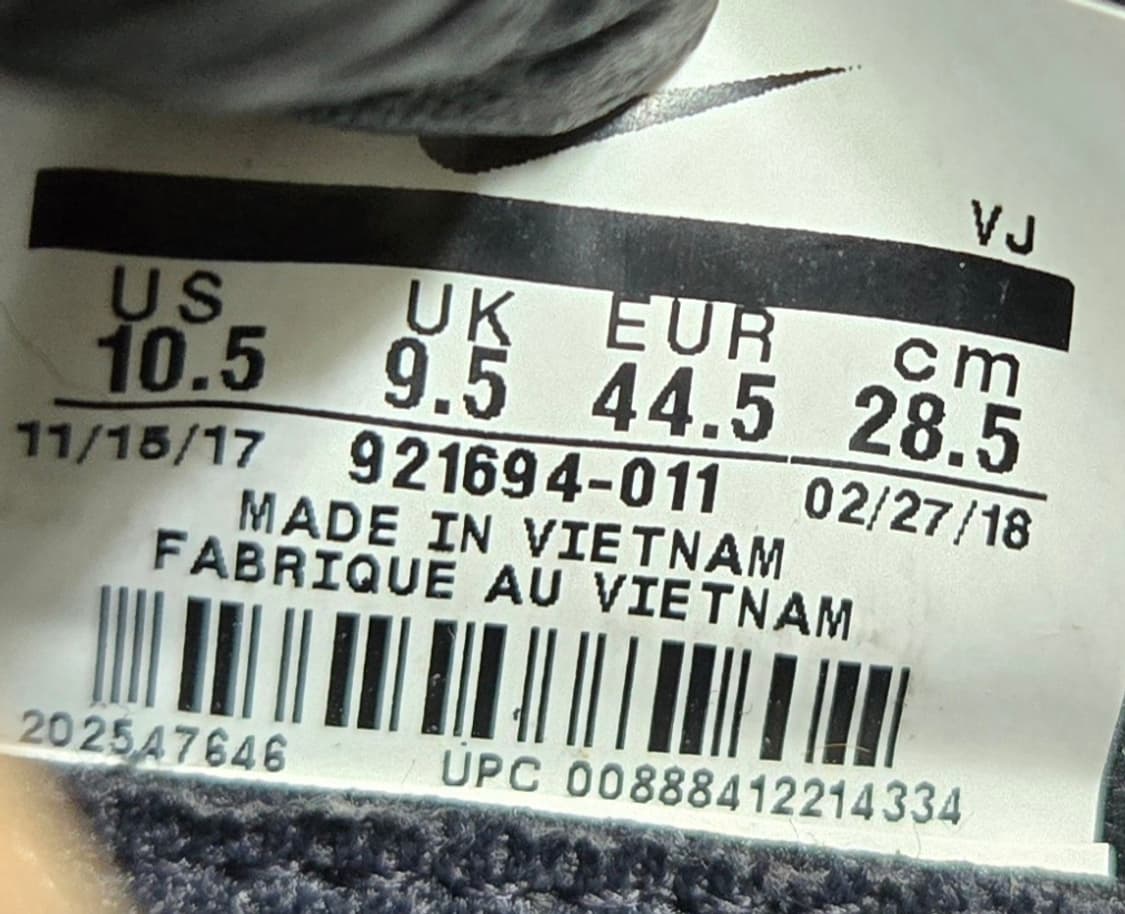 VJ
US UK EUR cm
10.5 9.5 44.5 28.5
11/15/17 921694-011 02/27/18
MADE IN VIETNAM
FABRIQUE AU VIETNAM
2025A7646 UPC 00888412214334